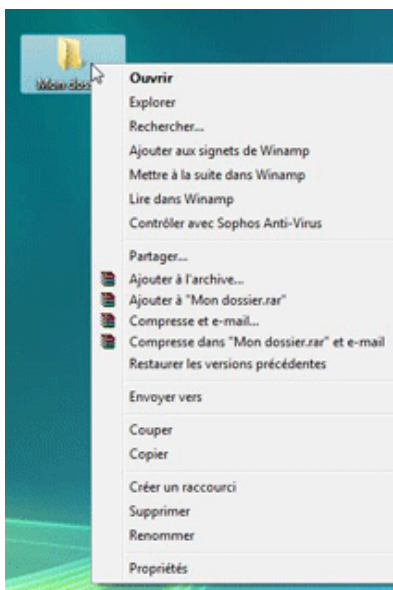 Mon dos
Ouvrir
Explorer
Rechercher...
Ajouter aux signets de Winamp
Mettre à la suite dans Winamp
Lire dans Winamp
Contrôler avec Sophos Anti-Virus
Partager...
Ajouter à l'archive...
Ajouter à "Mon dossier.rar"
Compresse et e-mail...
Compresse dans "Mon dossier.rar" et e-mail
Restaurer les versions précédentes
Envoyer vers
Couper
Copier
Créer un raccourci
Supprimer
Renommer
Propriétés